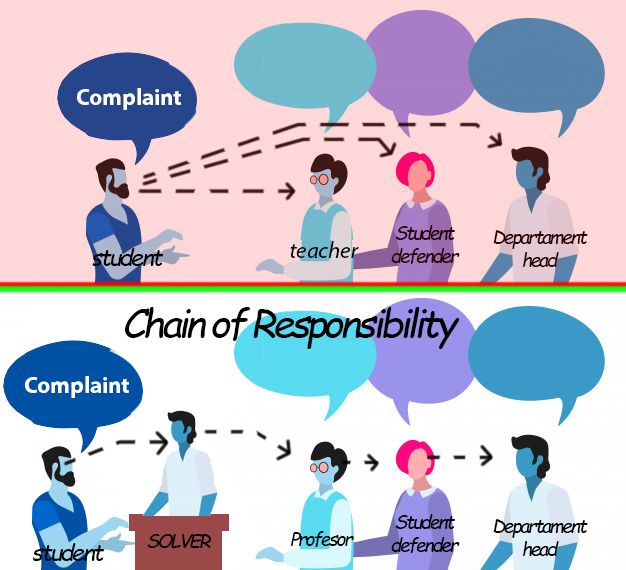 Complaint
student
teacher
Student
defender
Departament
head
Chain of Responsibility
Complaint
student
SOLVER
Profesor
Student
defender
Departament
head